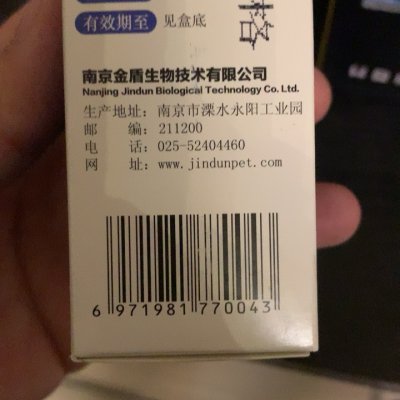 有效期至 见盒底
南京金盾生物技术有限公司
Nanjing Jindun Biological Technology Co. Ltd.
生产地址: 南京市溧水永阳工业园
邮 编: 211200
电 话: 025-52404460
网 址: www.jindunpet.com
6 971981 770043